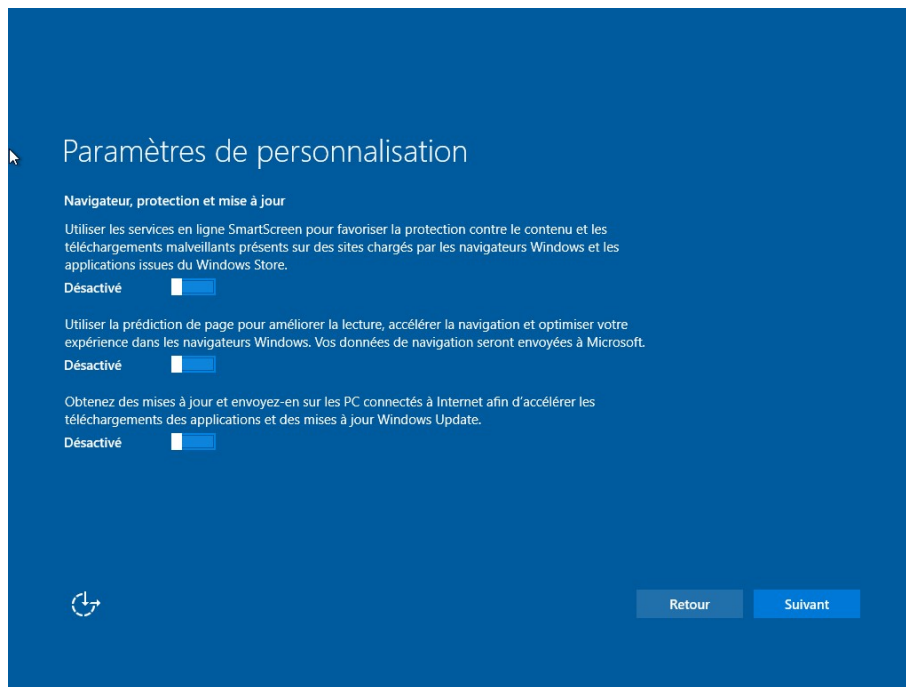 Paramètres de personnalisation
Navigateur, protection et mise à jour
Utiliser les services en ligne SmartScreen pour favoriser la protection contre le contenu et les
téléchargements malveillants présents sur des sites chargés par les navigateurs Windows et les
applications issues du Windows Store.
Désactivé
Utiliser la prédiction de page pour améliorer la lecture, accélérer la navigation et optimiser votre
expérience dans les navigateurs Windows. Vos données de navigation seront envoyées à Microsoft.
Désactivé
Obtenez des mises à jour et envoyez-en sur les PC connectés à Internet afin d’accélérer les
téléchargements des applications et des mises à jour Windows Update.
Désactivé
Retour
Suivant